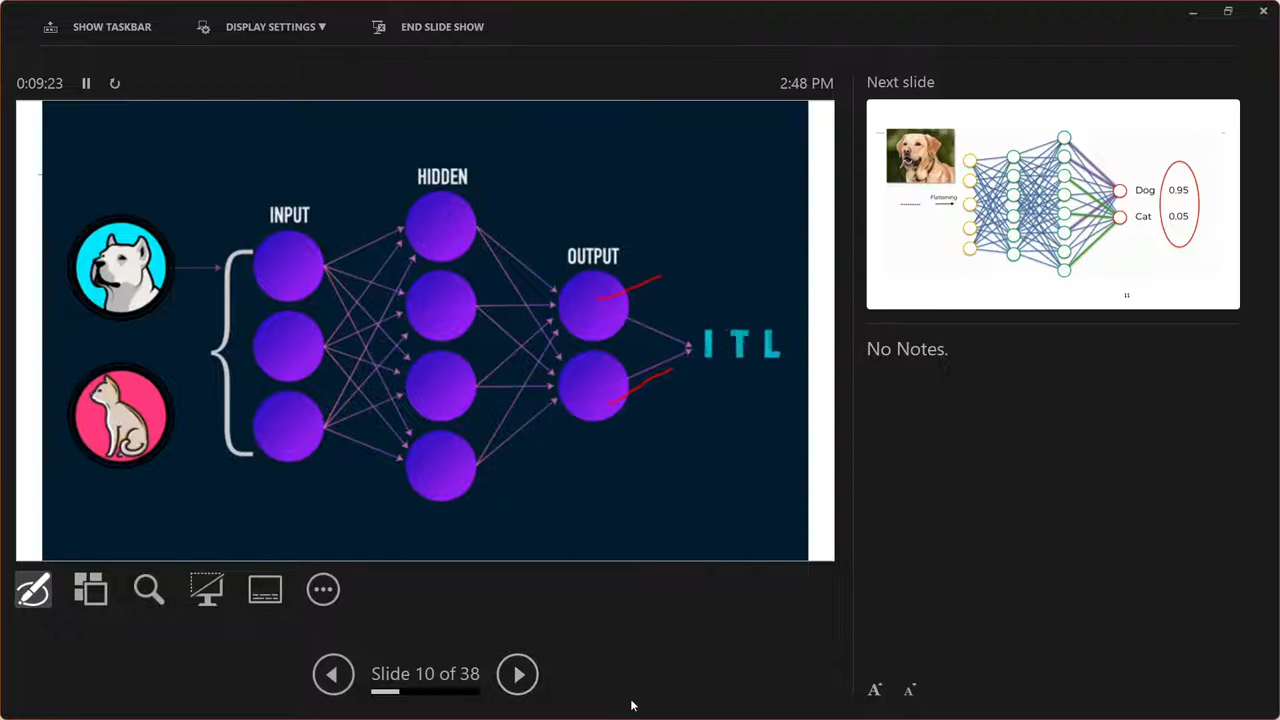 SHOW TASKBAR DISPLAY SETTINGS ▼ END SLIDE SHOW
0:09:23
2:48 PM
Next slide
HIDDEN
INPUT
OUTPUT
I T L
Flattening
Dog 0.95
Cat 0.05
11
No Notes.
Slide 10 of 38
A A